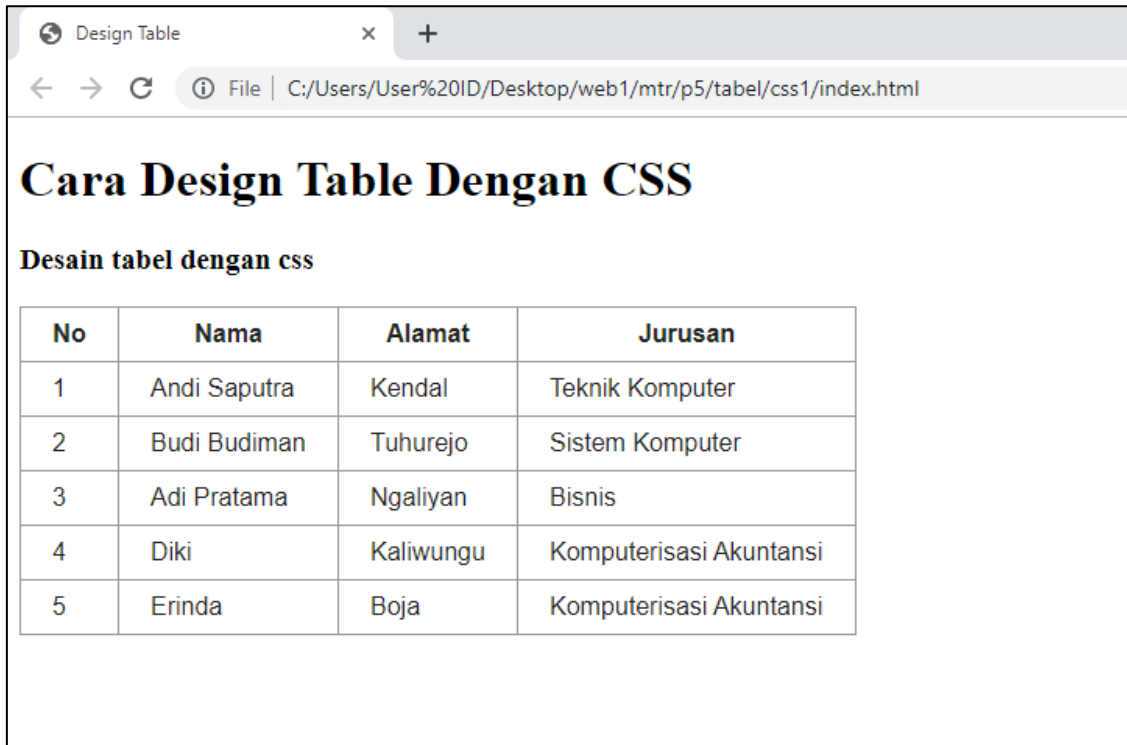 Design Table
File | C:/Users/User%20ID/Desktop/web1/mtr/p5/tabel/css1/index.html
Cara Design Table Dengan CSS
Desain tabel dengan css
No Nama Alamat Jurusan
1 Andi Saputra Kendal Teknik Komputer
2 Budi Budiman Tuhurejo Sistem Komputer
3 Adi Pratama Ngaliyan Bisnis
4 Diki Kaliwungu Komputerisasi Akuntansi
5 Erinda Boja Komputerisasi Akuntansi